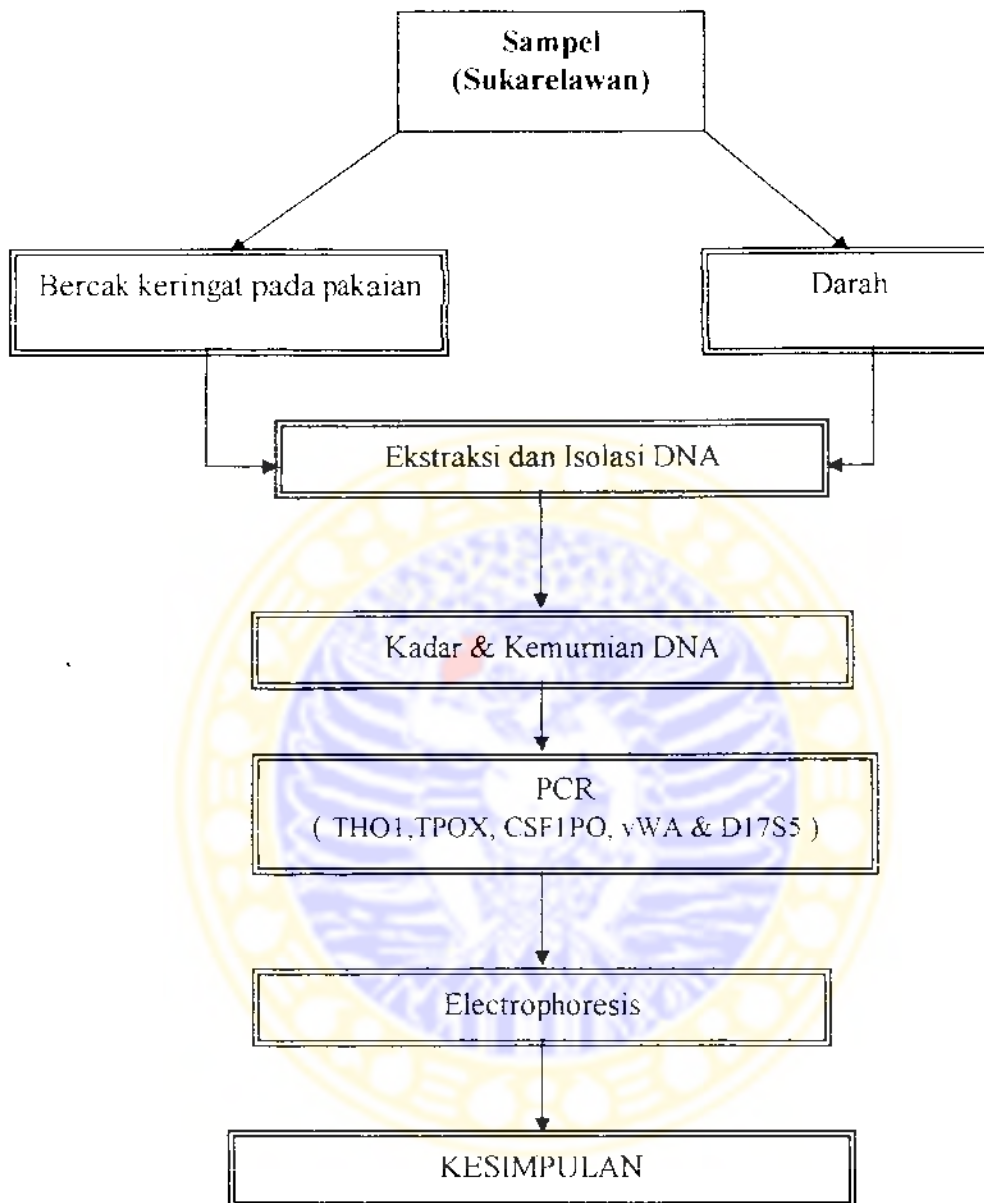 Sampel
(Sukarelawan)
Bercak keringat pada pakaian
Darah
Ekstraksi dan Isolasi DNA
Kadar & Kemurnian DNA
PCR
( THO1,TPOX, CSF1PO, vWA & D17S5 )
Electrophoresis
KESIMPULAN